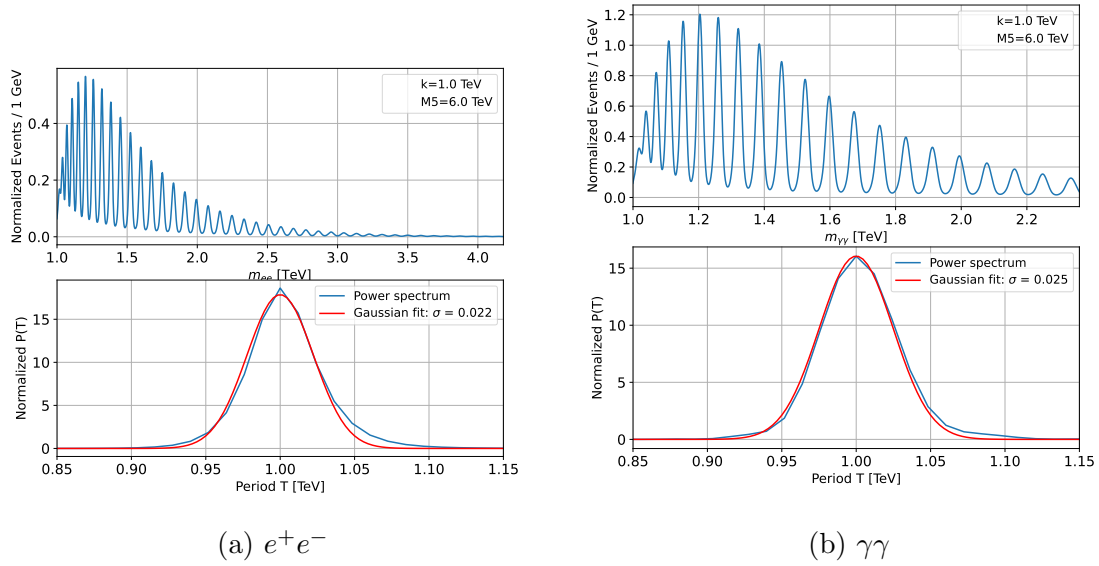 k=1.0 TeV
M5=6.0 TeV
Normalized Events / 1 GeV
0.4
0.2
0.0
1.0 1.5 2.0 2.5 3.0 3.5 4.0
m_ee [TeV]
Power spectrum
Gaussian fit: σ = 0.022
Normalized P(T)
15
10
5
0
0.85 0.90 0.95 1.00 1.05 1.10 1.15
Period T [TeV]
(a) e⁺e⁻
k=1.0 TeV
M5=6.0 TeV
Normalized Events / 1 GeV
1.2
1.0
0.8
0.6
0.4
0.2
0.0
1.0 1.2 1.4 1.6 1.8 2.0 2.2
m_γγ [TeV]
Power spectrum
Gaussian fit: σ = 0.025
Normalized P(T)
15
10
5
0
0.85 0.90 0.95 1.00 1.05 1.10 1.15
Period T [TeV]
(b) γγ